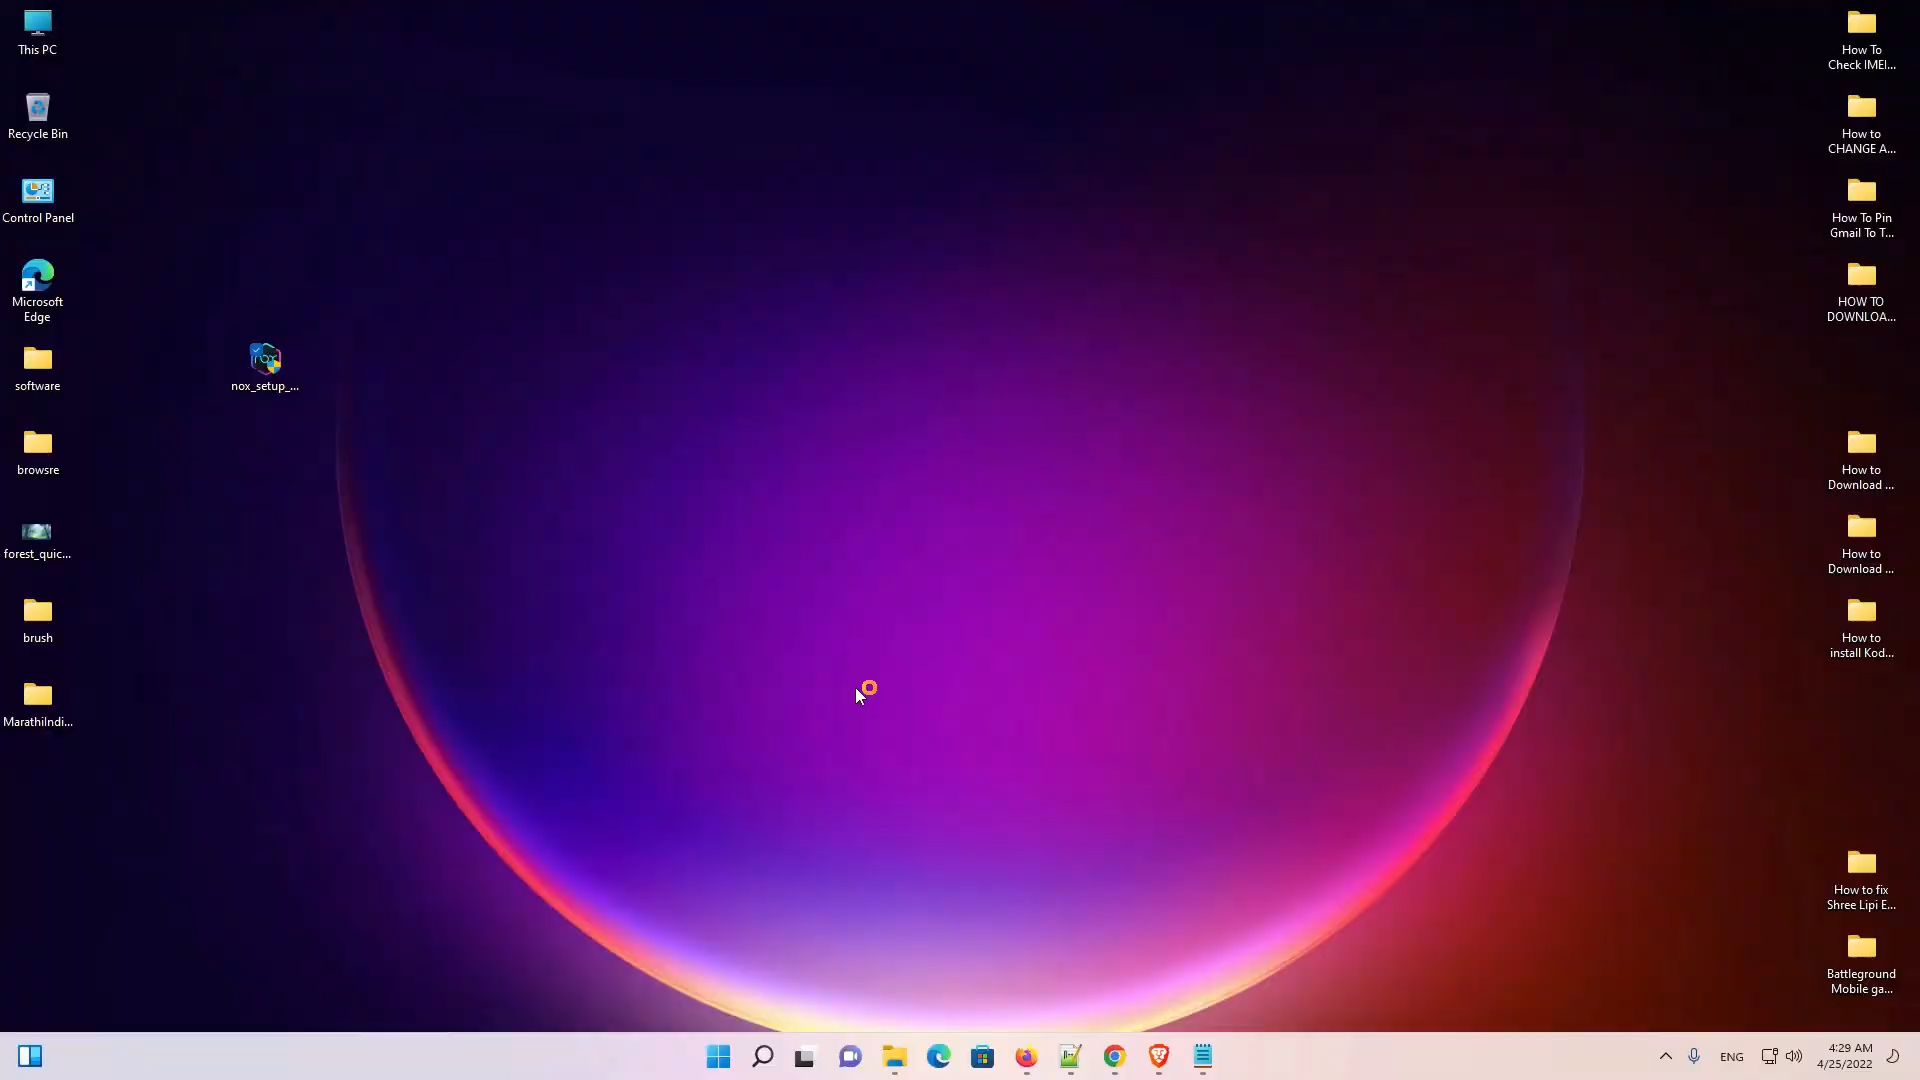 This PC
Recycle Bin
Control Panel
Microsoft
Edge
software
browsre
forest_quic...
brush
MarathiIndi...
nox
nox_setup_...
How To
Check IMEI...
How to
CHANGE A...
How To Pin
Gmail To T...
HOW TO
DOWNLOA...
How to
Download ...
How to
Download ...
How to
install Kod...
How to fix
Shree Lipi E...
Battleground
Mobile ga...
ENG
4:29 AM
4/25/2022